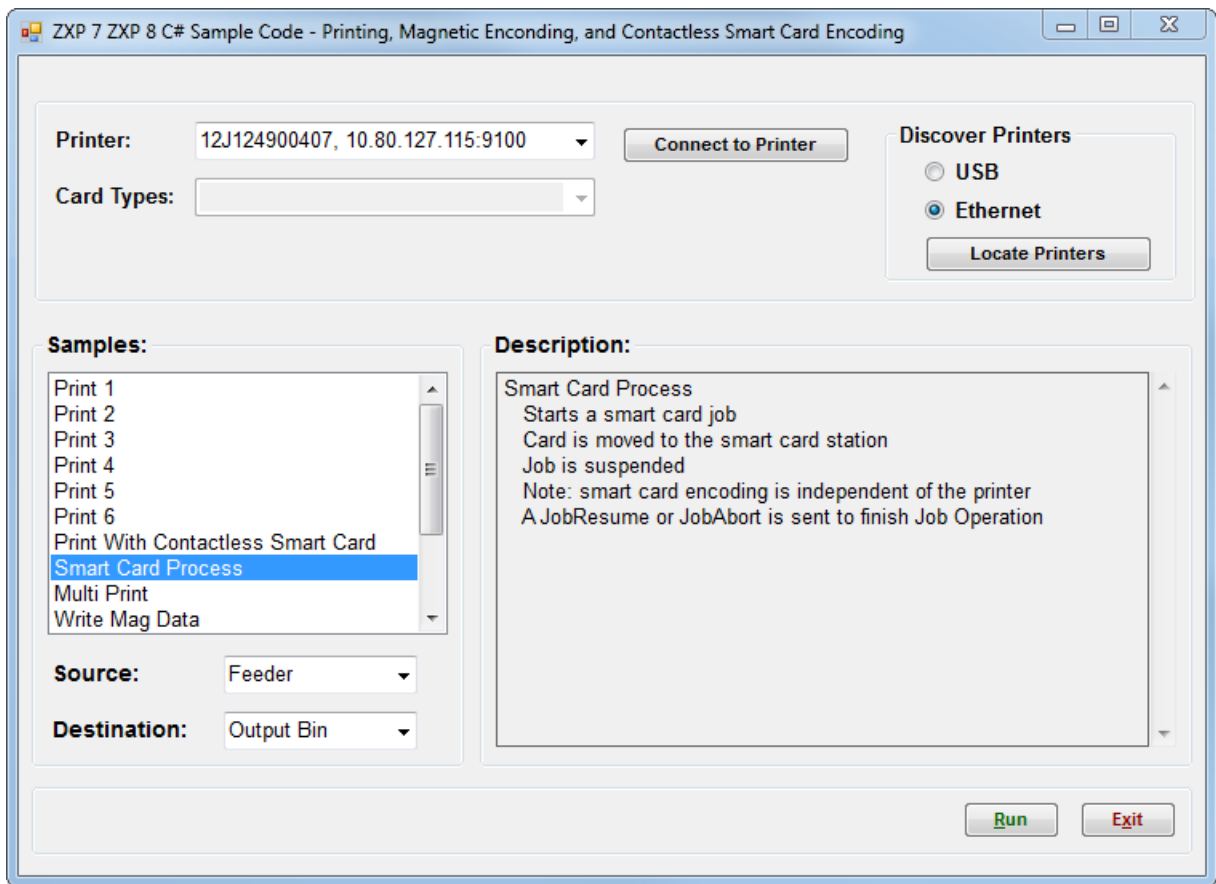 ZXP 7 ZXP 8 C# Sample Code - Printing, Magnetic Enconding, and Contactless Smart Card Encoding
Printer:
12J124900407, 10.80.127.115:9100
Connect to Printer
Discover Printers
USB
Card Types:
Ethernet
Locate Printers
Samples:
Print 1
Print 2
Print 3
Print 4
Print 5
Print 6
Print With Contactless Smart Card
Smart Card Process
Multi Print
Write Mag Data
Source:
Feeder
Destination:
Output Bin
Description:
Smart Card Process
Starts a smart card job
Card is moved to the smart card station
Job is suspended
Note: smart card encoding is independent of the printer
A JobResume or JobAbort is sent to finish Job Operation
Run
Exit